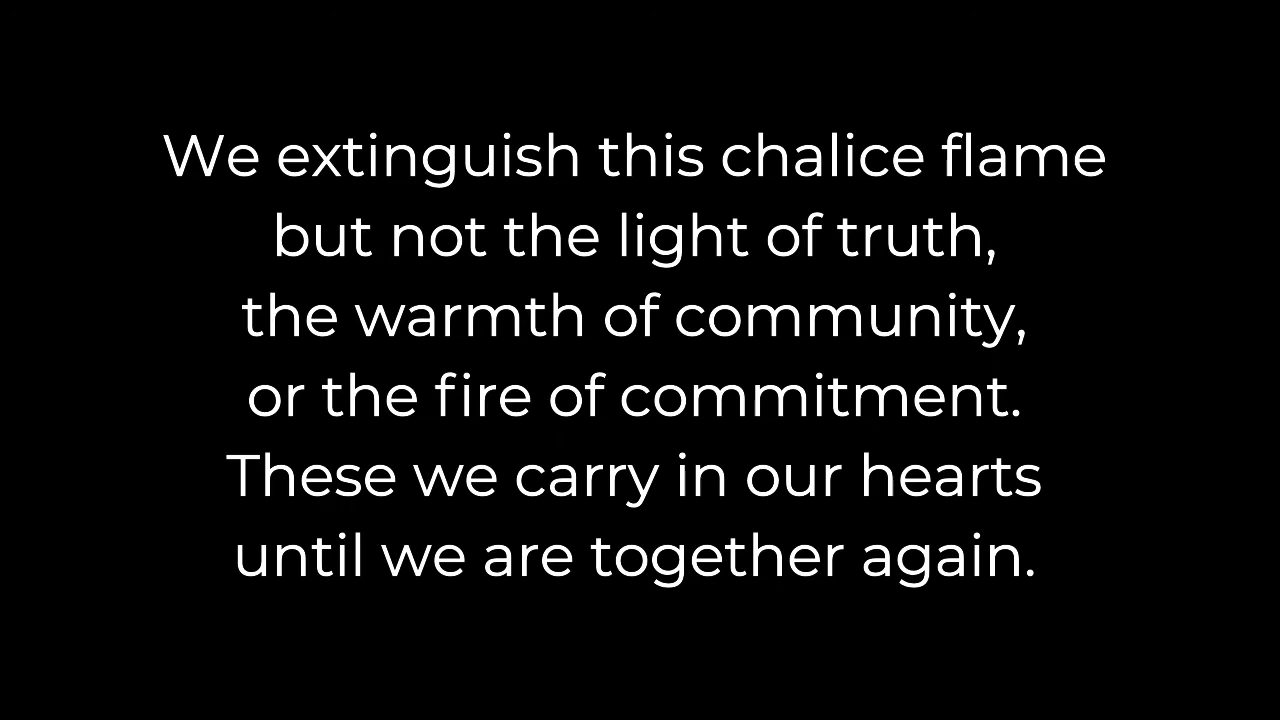 We extinguish this chalice flame
but not the light of truth,
the warmth of community,
or the fire of commitment.
These we carry in our hearts
until we are together again.